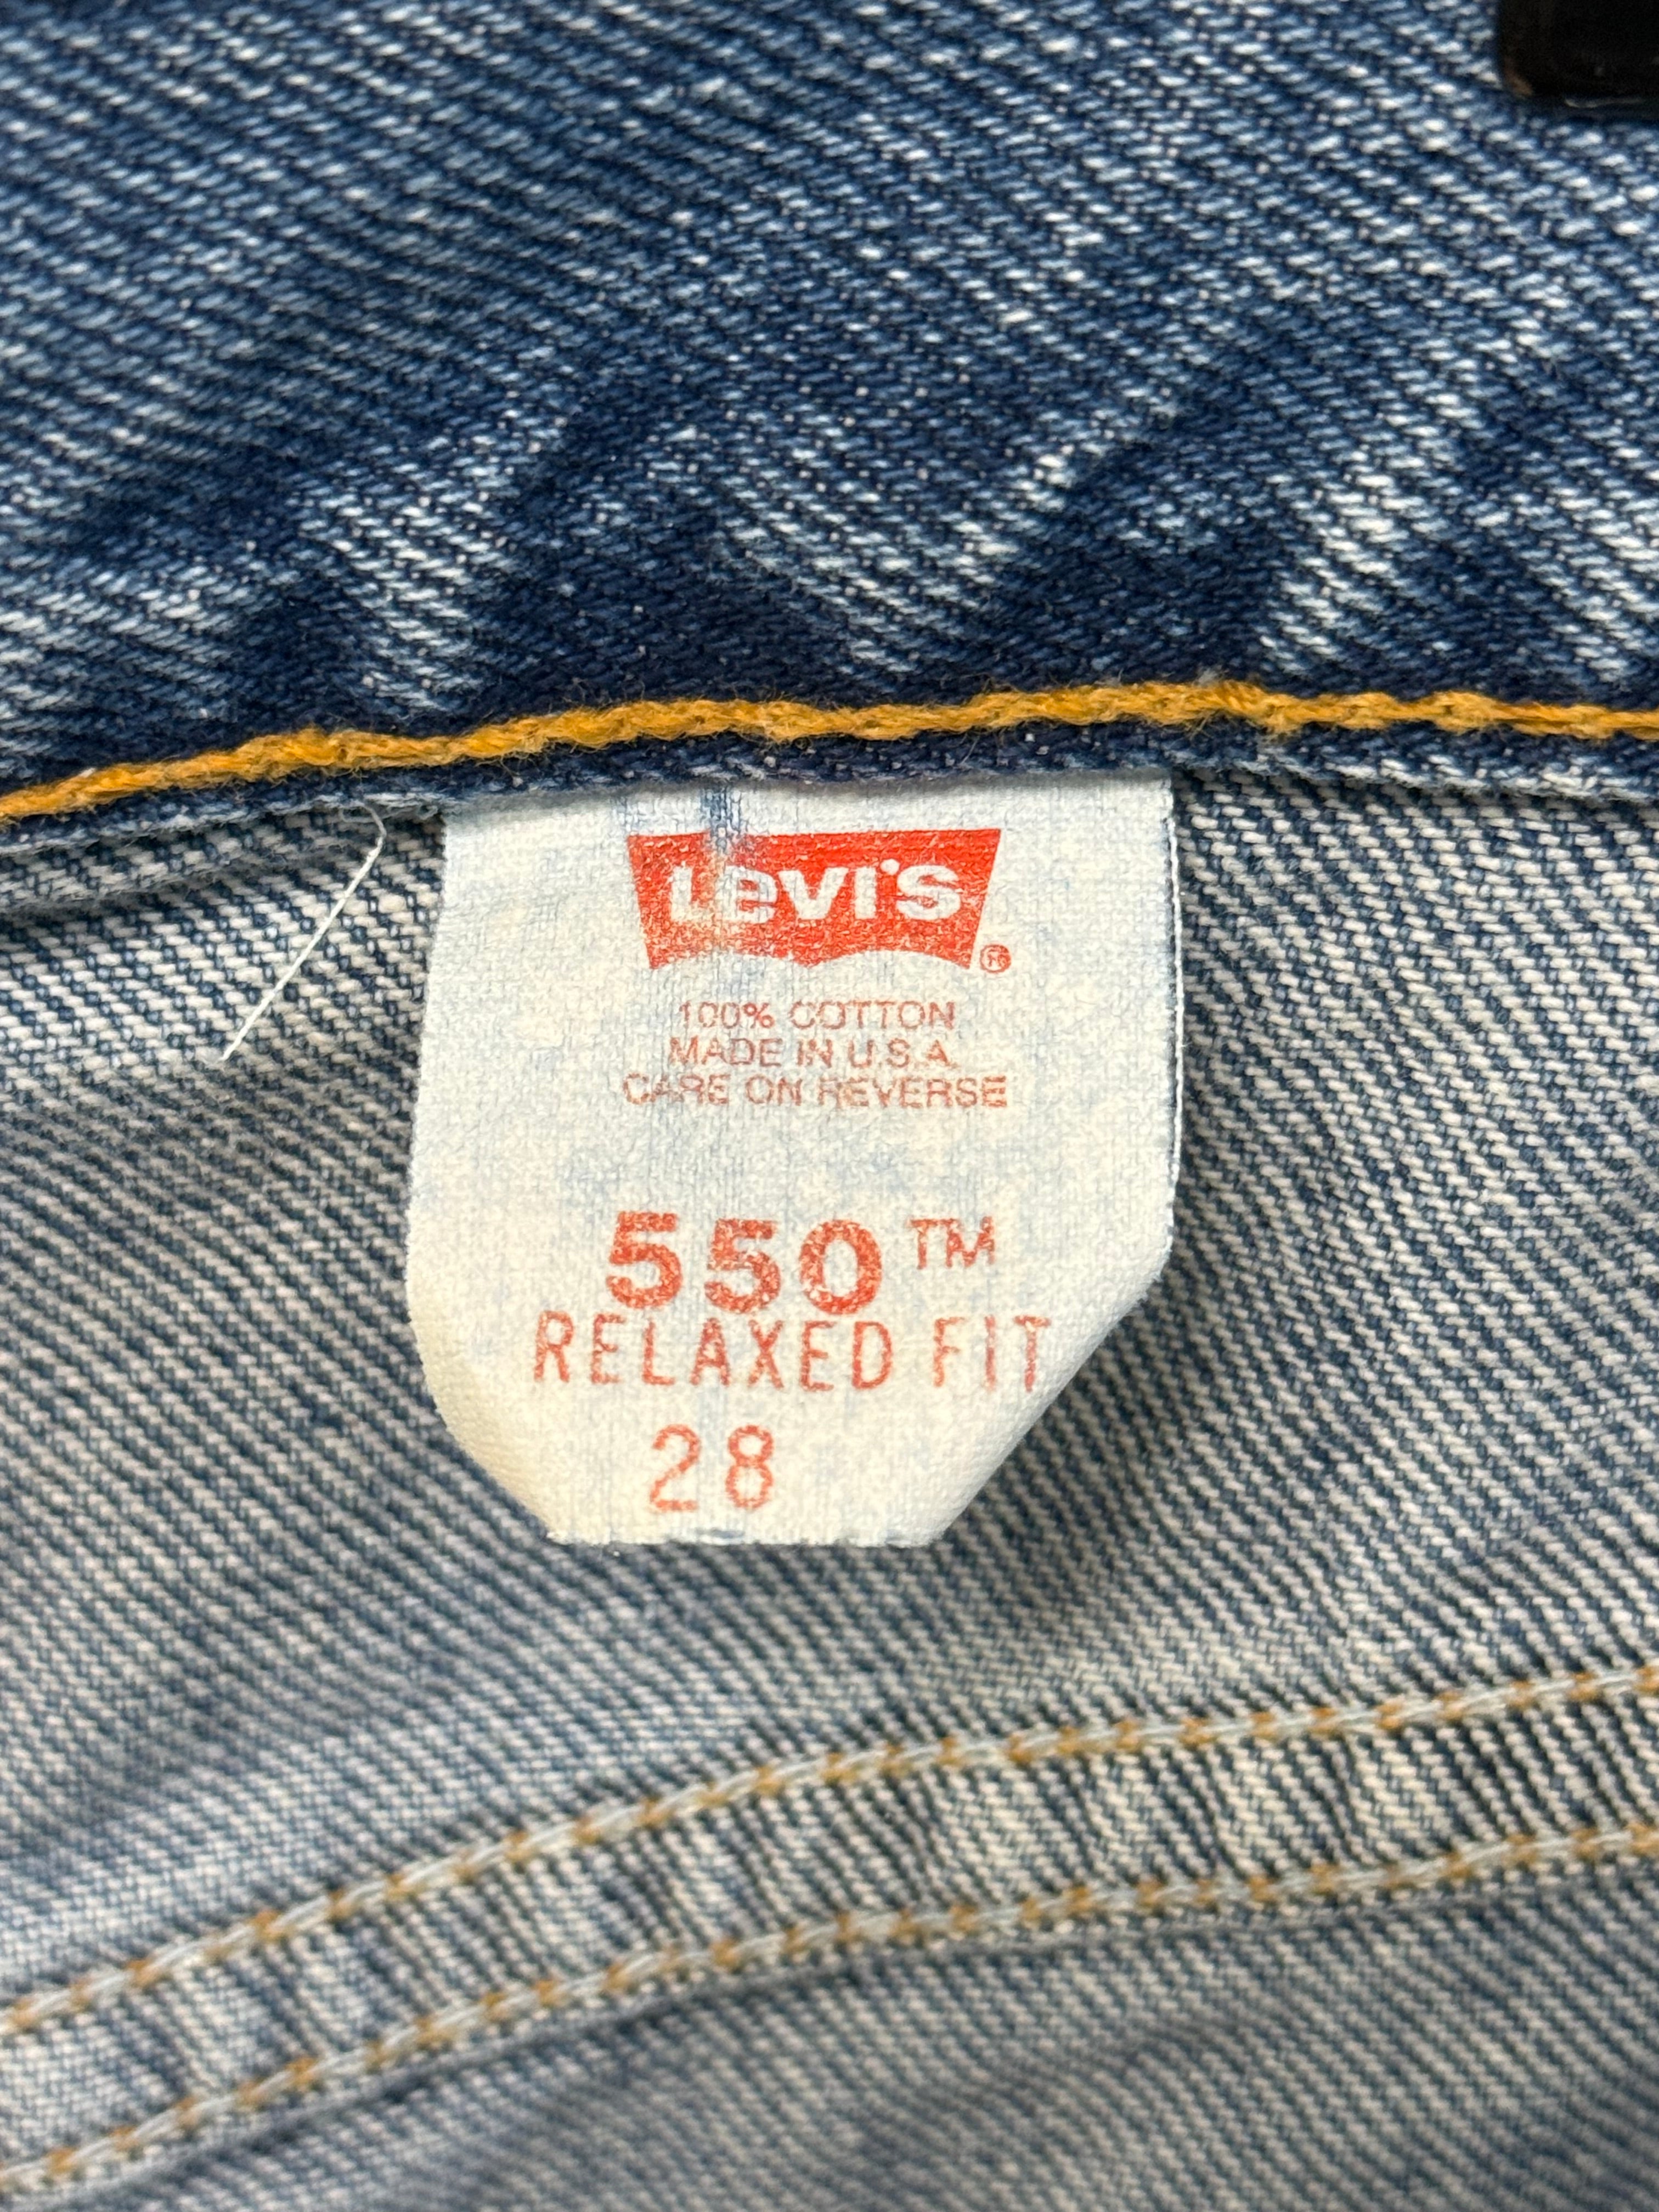 Levi's ®
100% COTTON
MADE IN U.S.A.
CARE ON REVERSE
550™
RELAXED FIT
28